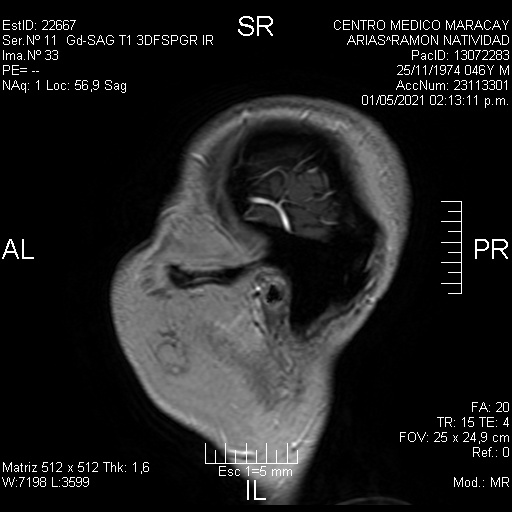 EstID: 22667
Ser.Nº 11 Gd-SAG T1 3DFSPGR IR
Ima.Nº 33
PE= --
NAq: 1 Loc: 56,9 Sag
SR
CENTRO MEDICO MARACAY
ARIAS^RAMON NATIVIDAD
PacID: 13072283
25/11/1974 046Y M
AccNum: 23113301
01/05/2021 02:13:11 p.m.
AL
PR
FA: 20
TR: 15 TE: 4
FOV: 25 x 24,9 cm
Ref.: 0
Mod.: MR
Matriz 512 x 512 Thk: 1,6
W:7198 L:3599
Esc 1=5 mm
IL